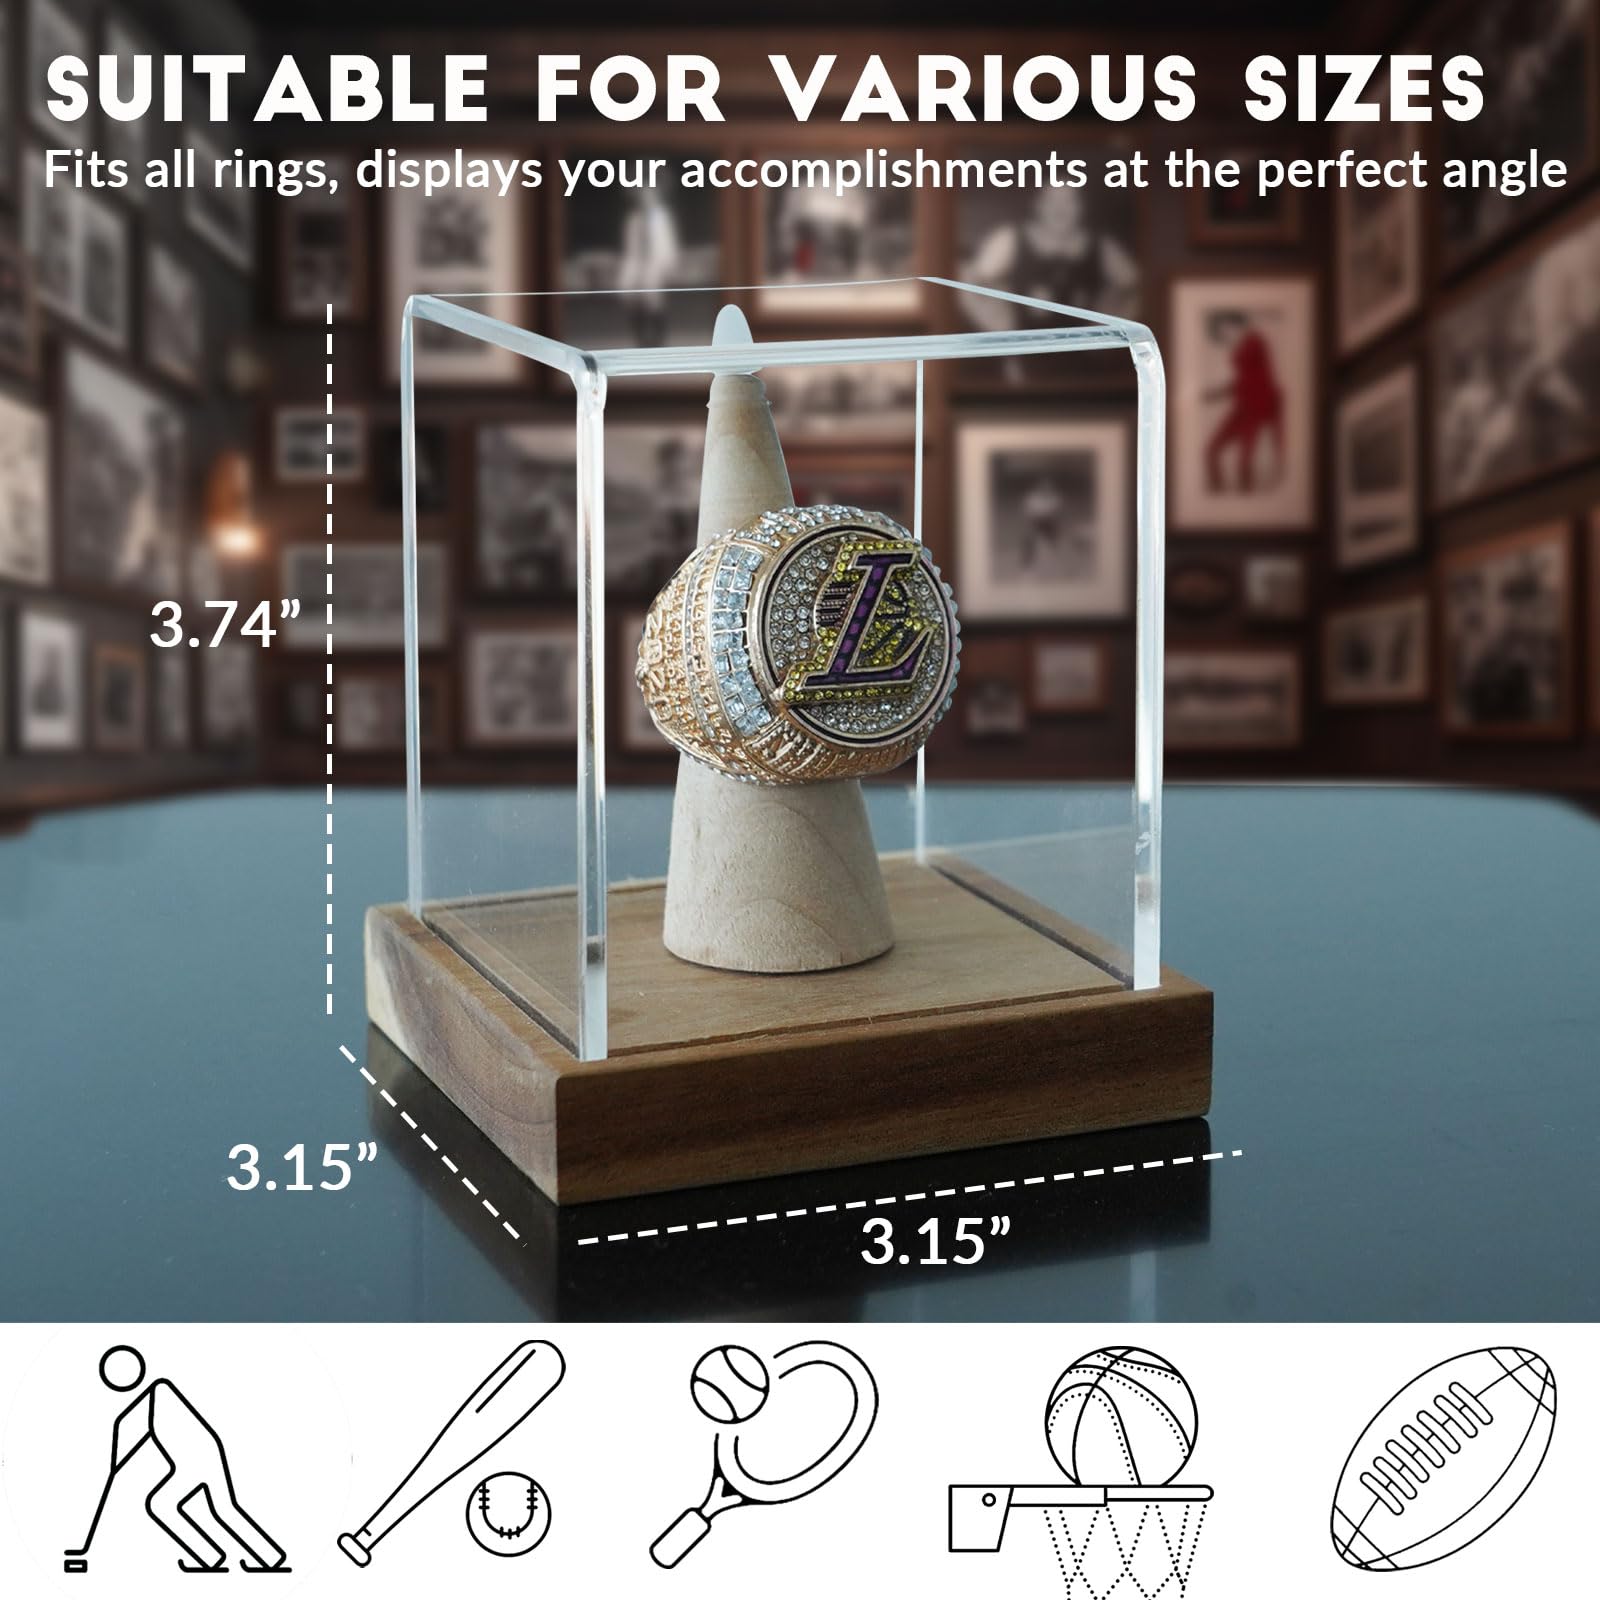 SUITABLE FOR VARIOUS SIZES
Fits all rings, displays your accomplishments at the perfect angle
3.74”
L
3.15”
3.15”